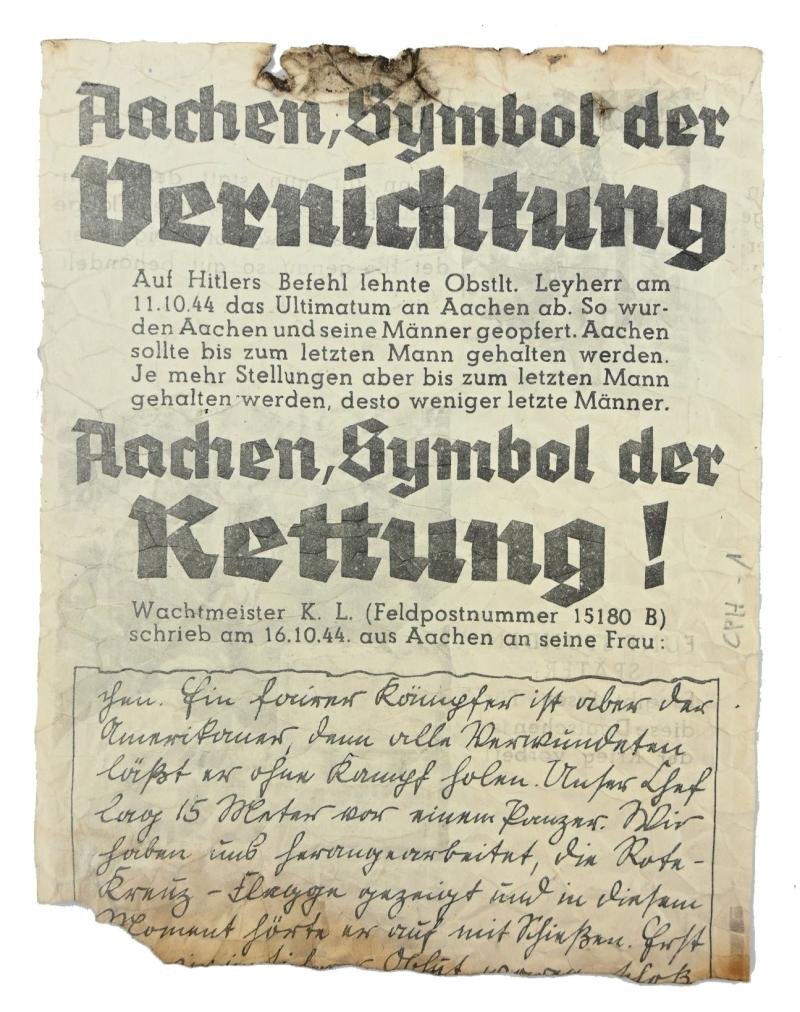 Aachen, Symbol der
Vernichtung
Auf Hitlers Befehl lehnte Obstlt. Leyherr am
11.10.44 das Ultimatum an Aachen ab. So wur-
den Aachen und seine Männer geopfert. Aachen
sollte bis zum letzten Mann gehalten werden.
Je mehr Stellungen aber bis zum letzten Mann
gehalten werden, desto weniger letzte Männer.
Aachen, Symbol der
Rettung!
Wachtmeister K. L. (Feldpostnummer 15180 B)
schrieb am 16.10.44. aus Aachen an seine Frau:
chen. Ein fairer Kämpfer ist aber der
Amerikaner, denn alle Verwundeten
läßt er ohne Kampf holen. Unser Chef
lag 15 Meter vor einem Panzer. Wir
haben uns herangearbeitet, die Rote-
Kreuz-Flagge gezeigt und in diesem
Moment hörte er auf mit Schießen. Erst
waren
CPH-1